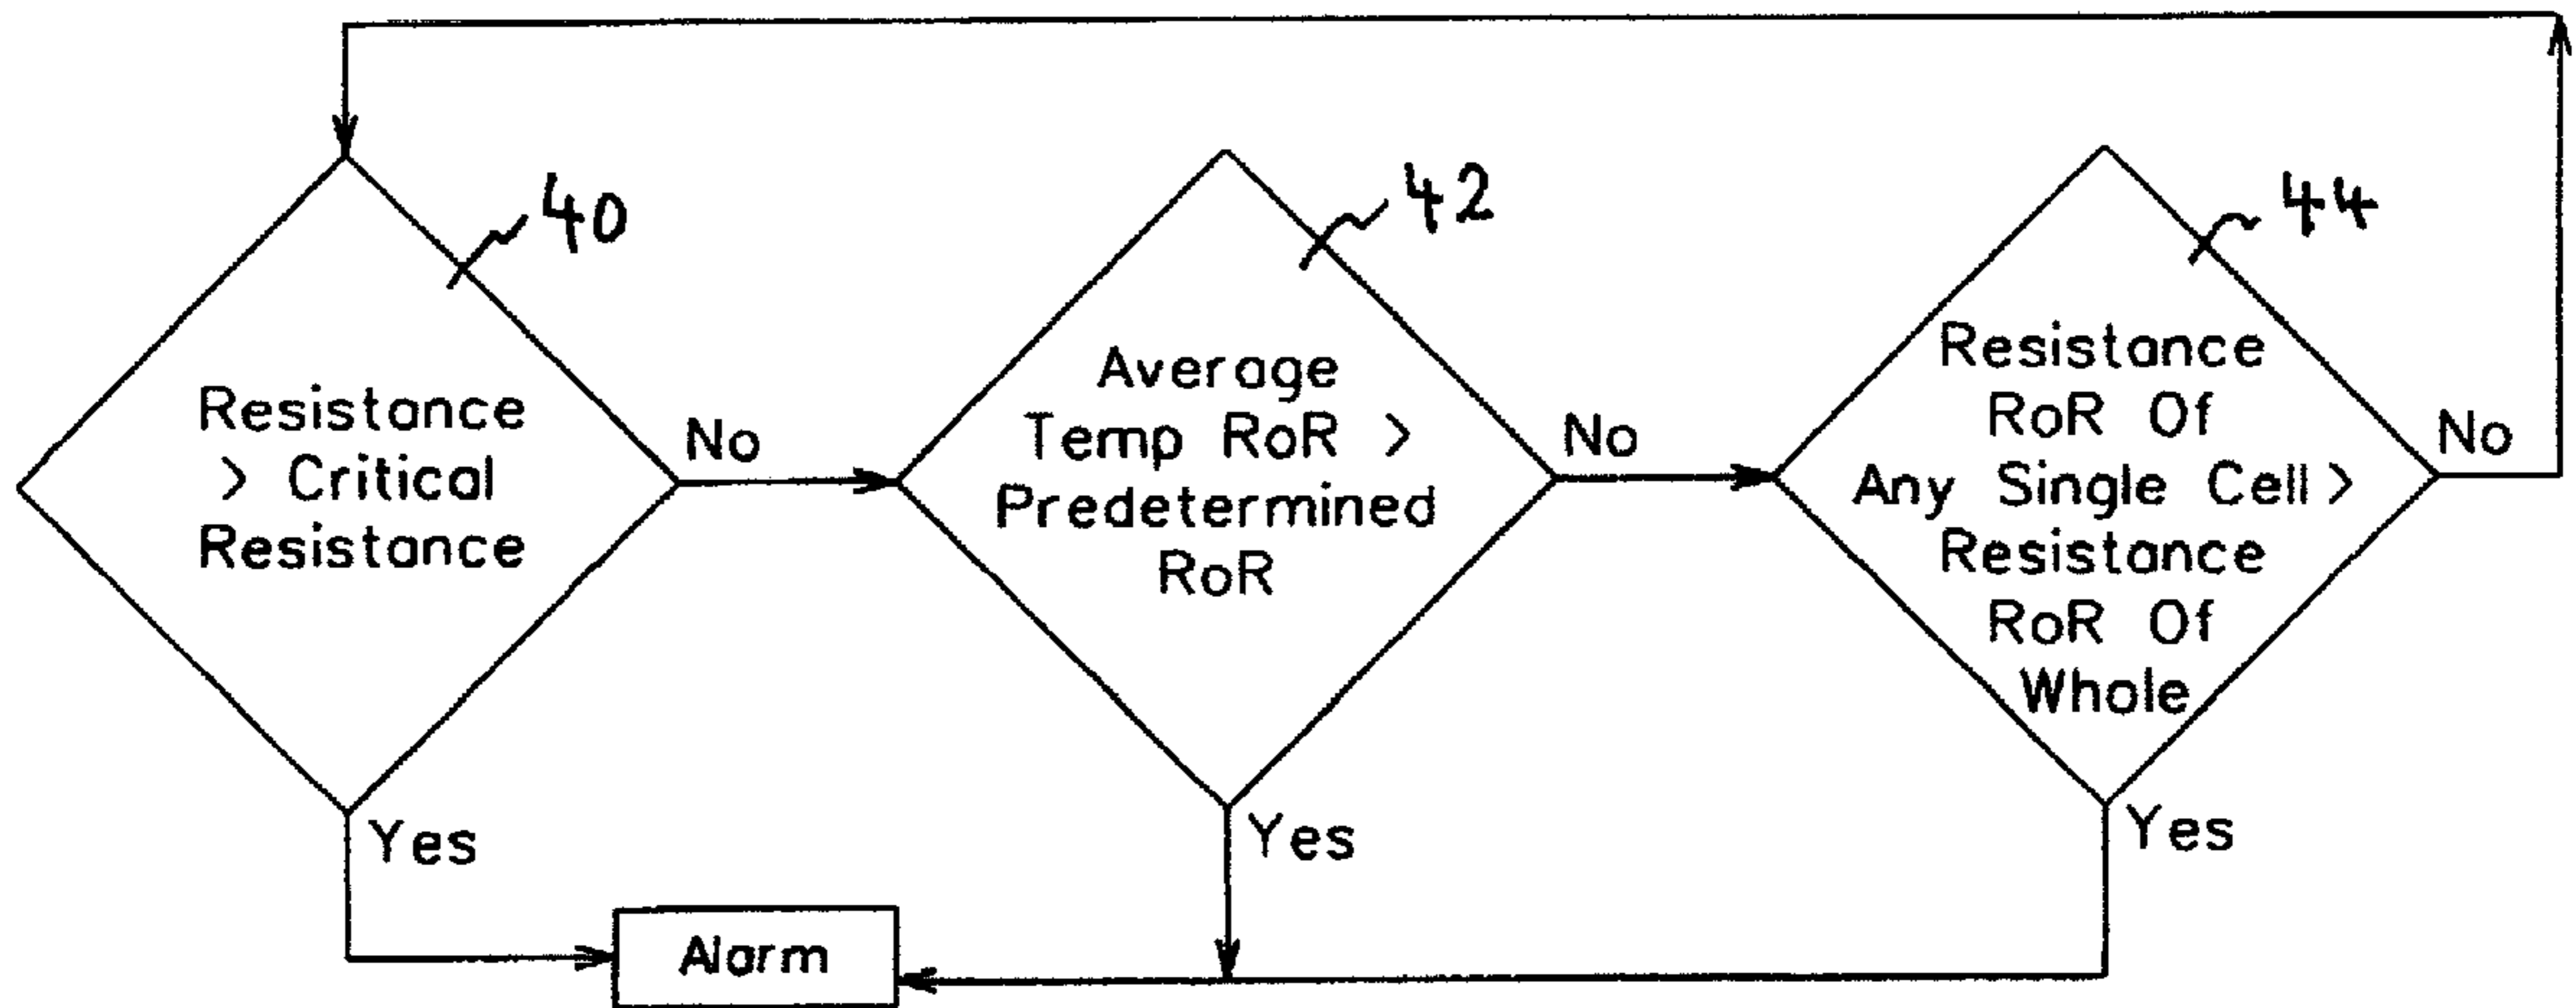 40
Resistance
> Critical
Resistance
No
Yes
42
Average
Temp RoR >
Predetermined
RoR
No
Yes
44
Resistance
RoR Of
Any Single Cell >
Resistance
RoR Of
Whole
No
Yes
Alarm